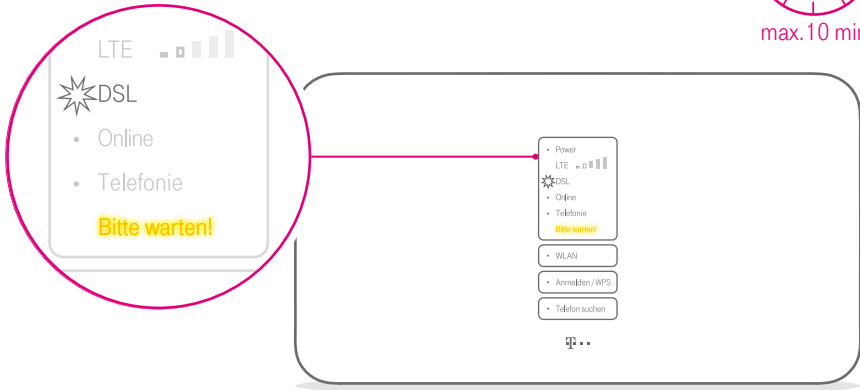 max.10 min
LTE
DSL
• Online
• Telefonie
Bitte warten!
• Power
LTE
DSL
• Online
• Telefonie
Bitte warten!
• WLAN
• Anmelden/WPS
• Telefon suchen
T··